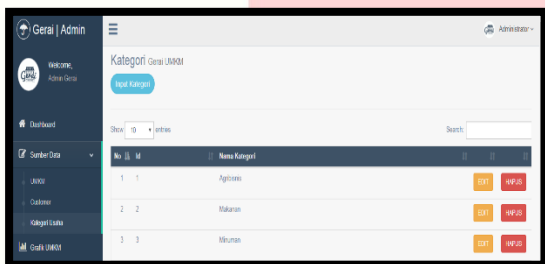 Gerai | Admin
Administrator
Welcome,
Admin Gerai
Kategori Gerai UMKM
Input Kategori
Dashboard
Show 10 entries
Search:
Sumber Data
No Id Nama Kategori
UMKM
1 1 Agribisnis EDIT HAPUS
Customer
Kategori Usaha
2 2 Makanan EDIT HAPUS
Grafik UMKM
3 3 Minuman EDIT HAPUS